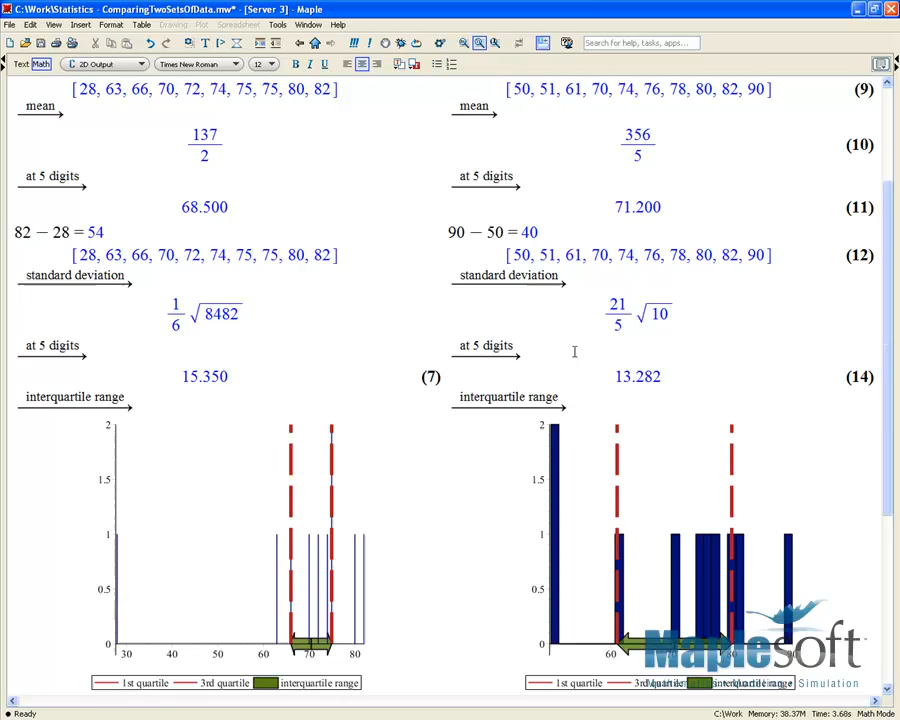 C:\Work\Statistics - ComparingTwoSetsOfData.mw* - [Server 3] - Maple
File Edit View Insert Format Table Drawing Plot Spreadsheet Tools Window Help
Search for help, tasks, apps...
Text Math C 2D Output Times New Roman 12 B I U
[28, 63, 66, 70, 72, 74, 75, 75, 80, 82] [50, 51, 61, 70, 74, 76, 78, 80, 82, 90] (9)
mean mean
137 356
2 5 (10)
at 5 digits at 5 digits
68.500 71.200 (11)
82 − 28 = 54 90 − 50 = 40
[28, 63, 66, 70, 72, 74, 75, 75, 80, 82] [50, 51, 61, 70, 74, 76, 78, 80, 82, 90] (12)
standard deviation standard deviation
1/6 √8482 21/5 √10
at 5 digits at 5 digits
15.350 (7) 13.282 (14)
interquartile range interquartile range
2 2
1.5 1.5
1 1
0.5 0.5
0 0
30 40 50 60 70 80 60
Maplesoft
1st quartile 3rd quartile interquartile range 1st quartile 3rd
Simulation
Ready C:\Work Memory: 38.37M Time: 3.68s Math Mode